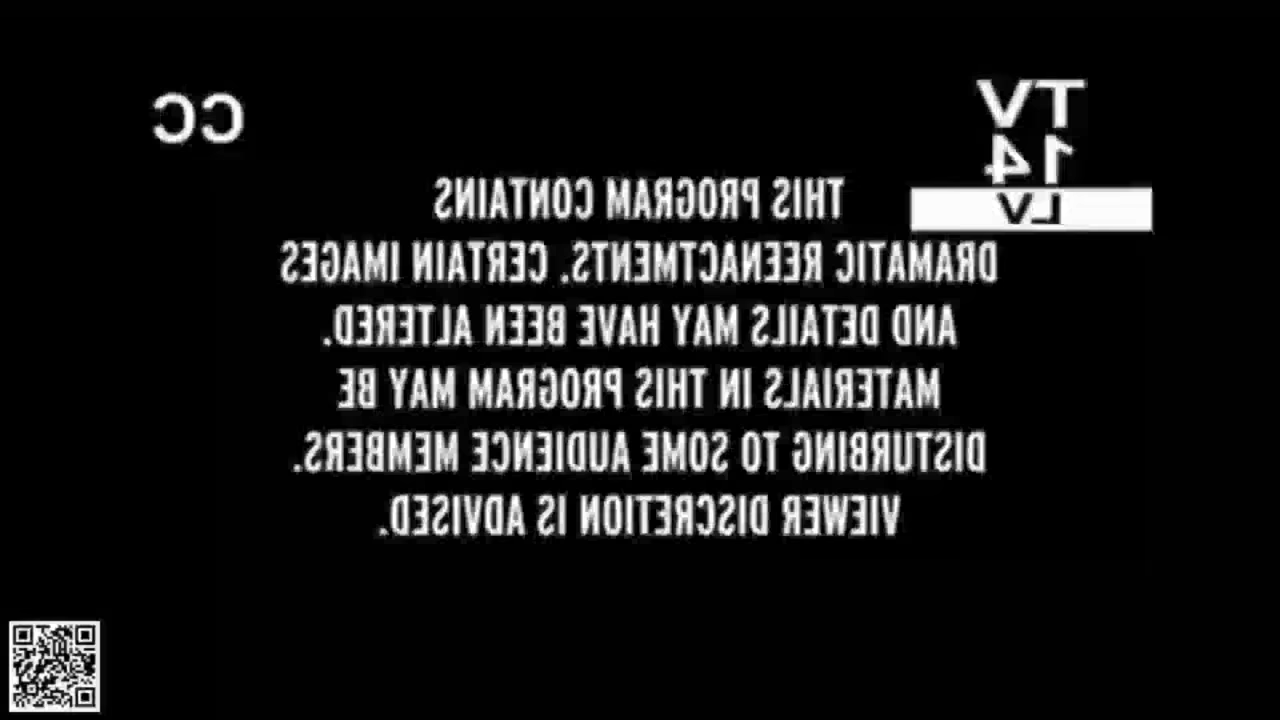 TV
14
LV
CC
THIS PROGRAM CONTAINS
DRAMATIC REENACTMENTS. CERTAIN IMAGES
AND DETAILS MAY HAVE BEEN ALTERED.
MATERIALS IN THIS PROGRAM MAY BE
DISTURBING TO SOME AUDIENCE MEMBERS.
VIEWER DISCRETION IS ADVISED.